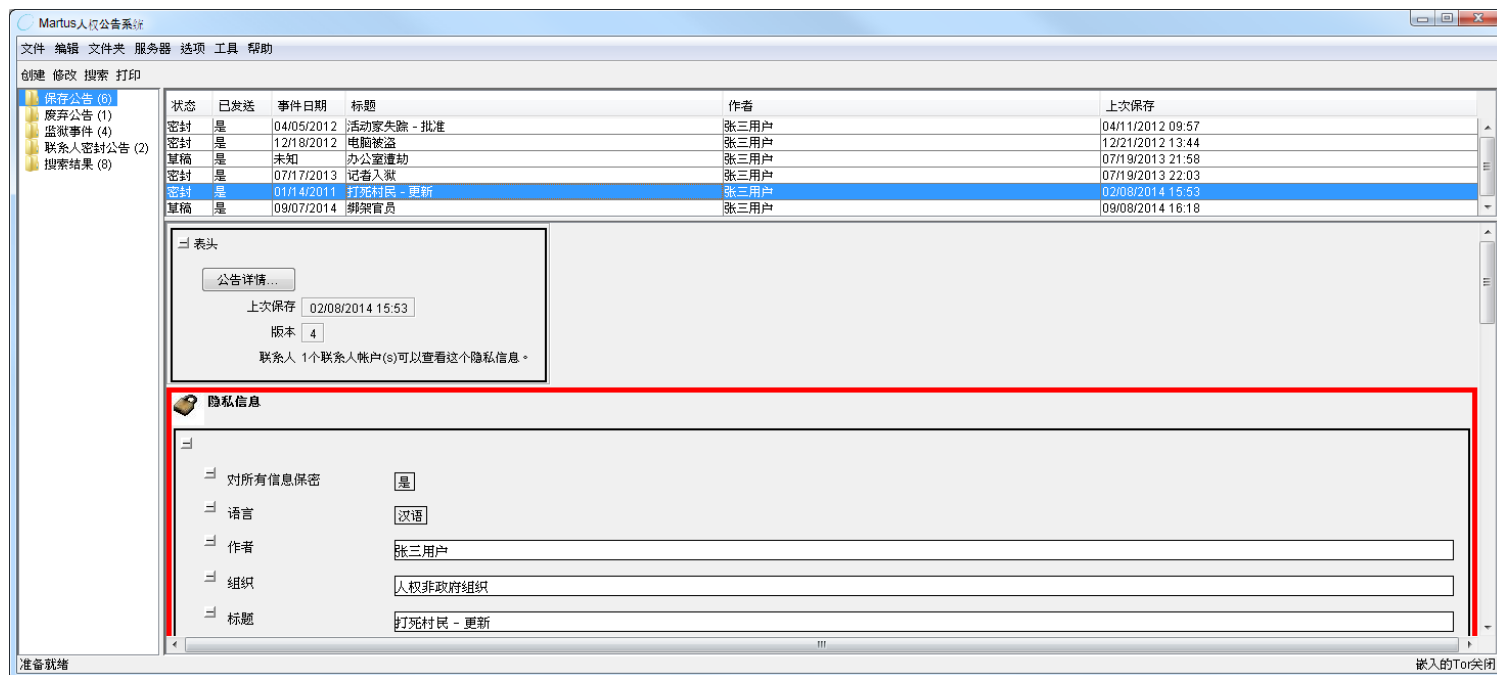 Martus人权公告系统
文件 编辑 文件夹 服务器 选项 工具 帮助
创建 修改 搜索 打印
保存公告 (6)
废弃公告 (1)
监狱事件 (4)
联系人密封公告 (2)
搜索结果 (8)
状态 已发送 事件日期 标题 作者 上次保存
密封 是 04/05/2012 活动家失踪 - 批准 张三用户 04/11/2012 09:57
密封 是 12/18/2012 电脑被盗 张三用户 12/21/2012 13:44
草稿 是 未知 办公室遭劫 张三用户 07/19/2013 21:58
密封 是 07/17/2013 记者入狱 张三用户 07/19/2013 22:03
密封 是 01/14/2011 打死村民 - 更新 张三用户 02/08/2014 15:53
草稿 是 09/07/2014 绑架官员 张三用户 09/08/2014 16:18
表头
公告详情...
上次保存 02/08/2014 15:53
版本 4
联系人 1个联系人帐户(s)可以查看这个隐私信息。
隐私信息
对所有信息保密 是
语言 汉语
作者 张三用户
组织 人权非政府组织
标题 打死村民 - 更新
准备就绪 嵌入的Tor关闭